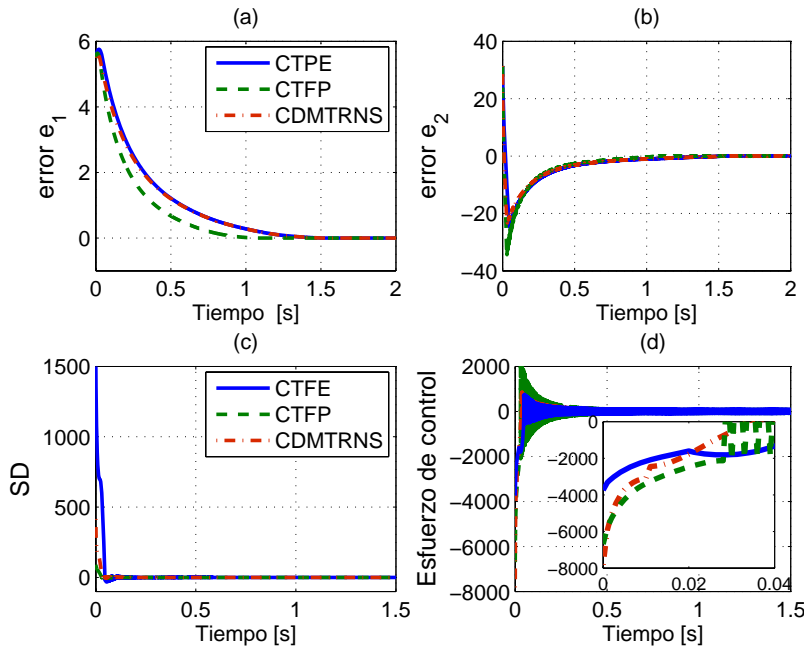 (a)
6
4
2
0
error e1
0 0.5 1 1.5 2
Tiempo [s]
CTPE
CTFP
CDMTRNS
(b)
40
20
0
−20
−40
error e2
0 0.5 1 1.5 2
Tiempo [s]
(c)
1500
1000
500
0
SD
0 0.5 1 1.5
Tiempo [s]
CTFE
CTFP
CDMTRNS
(d)
2000
0
−2000
−4000
−6000
−8000
Esfuerzo de control
0 0.5 1 1.5
Tiempo [s]
0
−2000
−4000
−6000
−8000
0 0.02 0.04